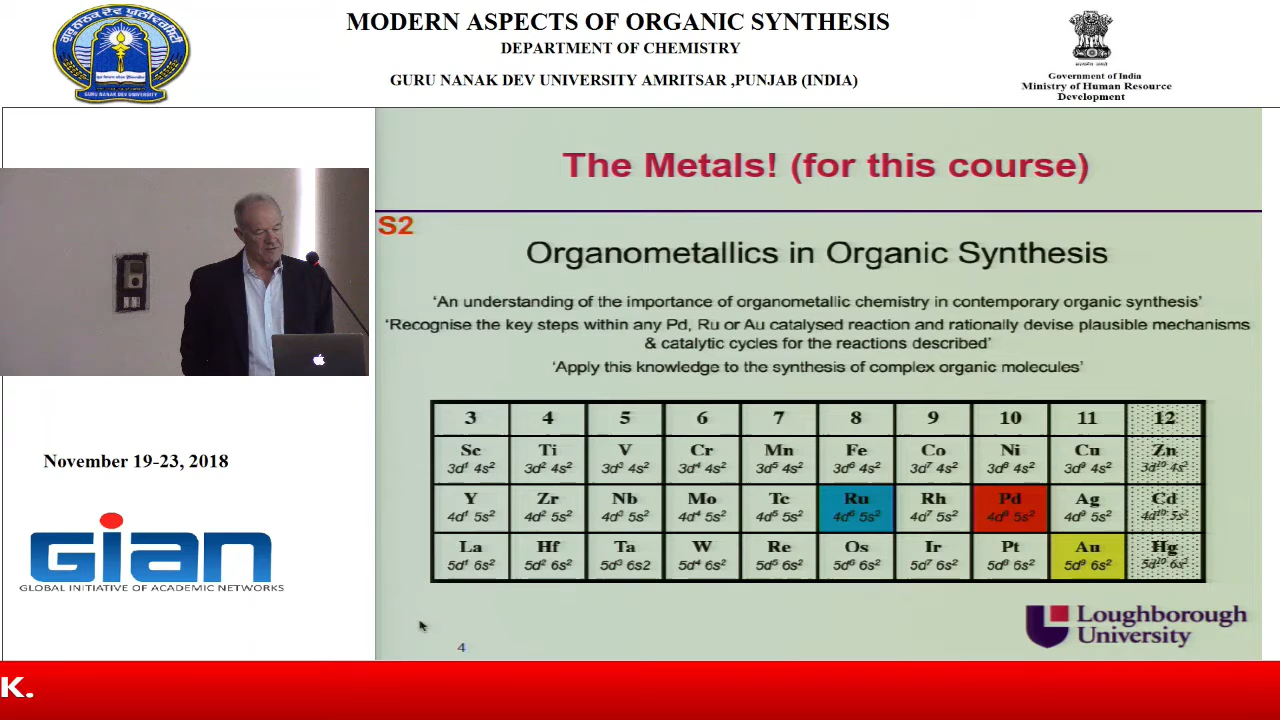 MODERN ASPECTS OF ORGANIC SYNTHESIS
DEPARTMENT OF CHEMISTRY
GURU NANAK DEV UNIVERSITY AMRITSAR ,PUNJAB (INDIA)
GURU NANAK DEV UNIVERSITY
Government of India
Ministry of Human Resource
Development
The Metals! (for this course)
S2
Organometallics in Organic Synthesis
‘An understanding of the importance of organometallic chemistry in contemporary organic synthesis’
‘Recognise the key steps within any Pd, Ru or Au catalysed reaction and rationally devise plausible mechanisms
& catalytic cycles for the reactions described’
‘Apply this knowledge to the synthesis of complex organic molecules’
3 4 5 6 7 8 9 10 11 12
Sc Ti V Cr Mn Fe Co Ni Cu Zn
3d¹ 4s² 3d² 4s² 3d³ 4s² 3d⁴ 4s² 3d⁵ 4s² 3d⁶ 4s² 3d⁷ 4s² 3d⁸ 4s² 3d⁹ 4s² 3d¹⁰ 4s²
Y Zr Nb Mo Tc Ru Rh Pd Ag Cd
4d¹ 5s² 4d² 5s² 4d³ 5s² 4d⁴ 5s² 4d⁵ 5s² 4d⁶ 5s² 4d⁷ 5s² 4d⁸ 5s² 4d⁹ 5s² 4d¹⁰ 5s²
La Hf Ta W Re Os Ir Pt Au Hg
5d¹ 6s² 5d² 6s² 5d³ 6s2 5d⁴ 6s² 5d⁵ 6s² 5d⁶ 6s² 5d⁷ 6s² 5d⁸ 6s² 5d⁹ 6s² 5d¹⁰ 6s²
November 19-23, 2018
GIAN
GLOBAL INITIATIVE OF ACADEMIC NETWORKS
Loughborough
University
4
K.